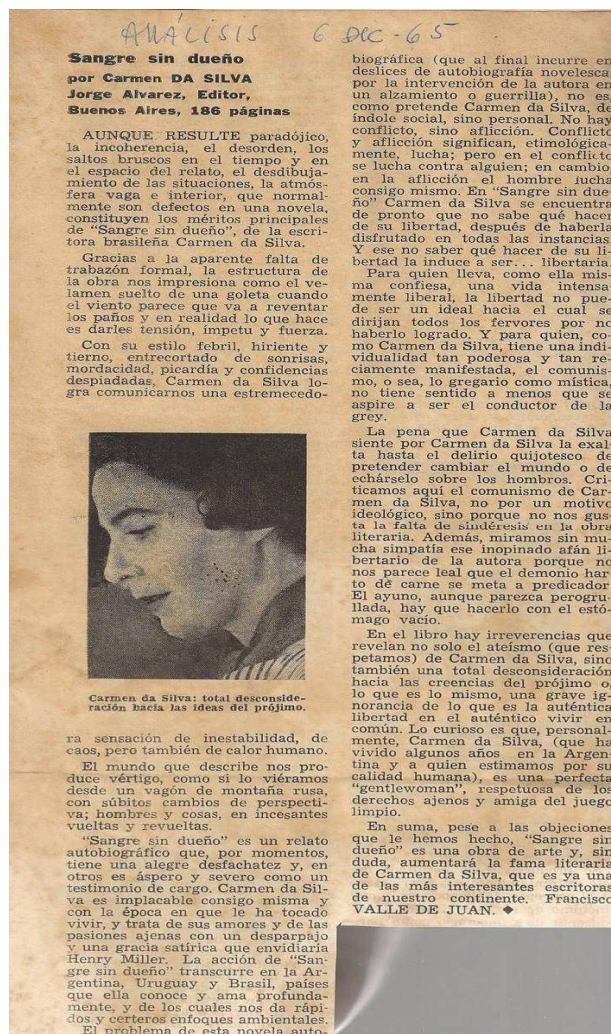 ANÁLISIS 6 DIC-65
Sangre sin dueño
por Carmen DA SILVA
Jorge Alvarez, Editor,
Buenos Aires, 186 páginas
AUNQUE RESULTE paradójico,
la incoherencia, el desorden, los
saltos bruscos en el tiempo y en
el espacio del relato, el desdibuja-
miento de las situaciones, la atmós-
fera vaga e interior, que normal-
mente son defectos en una novela,
constituyen los méritos principales
de “Sangre sin dueño”, de la escri-
tora brasileña Carmen da Silva.
Gracias a la aparente falta de
trabazón formal, la estructura de
la obra nos impresiona como el ve-
lamen suelto de una goleta cuando
el viento parece que va a reventar
los paños y en realidad lo que hace
es darles tensión, ímpetu y fuerza.
Con su estilo febril, hiriente y
tierno, entrecortado de sonrisas,
mordacidad, picardía y confidencias
despiadadas, Carmen da Silva lo-
gra comunicarnos una estremecedo-
Carmen da Silva: total desconside-
ración hacia las ideas del prójimo.
ra sensación de inestabilidad, de
caos, pero también de calor humano.
El mundo que describe nos pro-
duce vértigo, como si lo viéramos
desde un vagón de montaña rusa,
con súbitos cambios de perspecti-
va; hombres y cosas, en incesantes
vueltas y revueltas.
“Sangre sin dueño” es un relato
autobiográfico que, por momentos,
tiene una alegre desfachatez y, en
otros es áspero y severo como un
testimonio de cargo. Carmen da Sil-
va es implacable consigo misma y
con la época en que le ha tocado
vivir, y trata de sus amores y de las
pasiones ajenas con un desparpajo
y una gracia satírica que envidiaría
Henry Miller. La acción de “San-
gre sin dueño” transcurre en la Ar-
gentina, Uruguay y Brasil, países
que ella conoce y ama profunda-
mente, y de los cuales nos da rápi-
dos y certeros enfoques ambientales.
El problema de esta novela auto-
biográfica (que al final incurre en
deslices de autobiografía novelesca,
por la intervención de la autora en
un alzamiento o guerrilla), no es,
como pretende Carmen da Silva, de
índole social, sino personal. No hay
conflicto, sino aflicción. Conflicto
y aflicción significan, etimológica-
mente, lucha; pero en el conflicto
se lucha contra alguien; en cambio
en la aflicción el hombre lucha
consigo mismo. En “Sangre sin due-
ño” Carmen da Silva se encuentra
de pronto que no sabe qué hacer
de su libertad, después de haberla
disfrutado en todas las instancias.
Y ese no saber qué hacer de su li-
bertad la induce a ser... libertaria.
Para quien lleva, como ella mis-
ma confiesa, una vida intensa-
mente liberal, la libertad no pue-
de ser un ideal hacia el cual se
dirijan todos los fervores por no
haberlo logrado. Y para quien, co-
mo Carmen da Silva, tiene una indi-
vidualidad tan poderosa y tan re-
ciamente manifestada, el comunis-
mo, o sea, lo gregario como mística,
no tiene sentido a menos que se
aspire a ser el conductor de la
grey.
La pena que Carmen da Silva
siente por Carmen da Silva la exal-
ta hasta el delirio quijotesco de
pretender cambiar el mundo o de
echárselo sobre los hombros. Cri-
ticamos aquí el comunismo de Car-
men da Silva, no por un motivo
ideológico, sino porque no nos gus-
ta la falta de sindéresis en la obra
literaria. Además, miramos sin mu-
cha simpatía ese inopinado afán li-
bertario de la autora porque no
nos parece leal que el demonio har-
to de carne se meta a predicador.
El ayuno, aunque parezca perogru-
llada, hay que hacerlo con el estó-
mago vacío.
En el libro hay irreverencias que
revelan no solo el ateísmo (que res-
petamos) de Carmen da Silva, sino
también una total desconsideración
hacia las creencias del prójimo o,
lo que es lo mismo, una grave ig-
norancia de lo que es la auténtica
libertad en el auténtico vivir en
común. Lo curioso es que, personal-
mente, Carmen da Silva, (que ha
vivido algunos años en la Argen-
tina y a quien estimamos por su
calidad humana), es una perfecta
“gentlewoman”, respetuosa de los
derechos ajenos y amiga del juego
limpio.
En suma, pese a las objeciones
que le hemos hecho, “Sangre sin
dueño” es una obra de arte y, sin
duda, aumentará la fama literaria
de Carmen da Silva, que es ya una
de las más interesantes escritoras
de nuestro continente. Francisco
VALLE DE JUAN. ◆